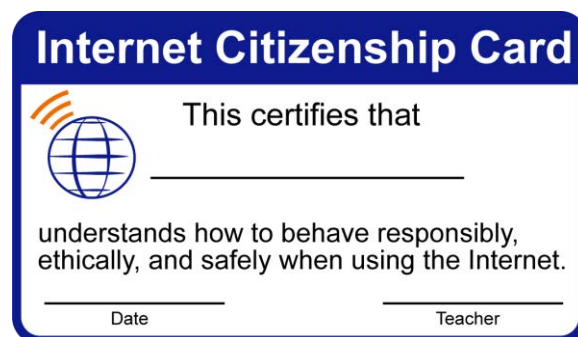 Internet Citizenship Card
This certifies that
understands how to behave responsibly,
ethically, and safely when using the Internet.
Date Teacher